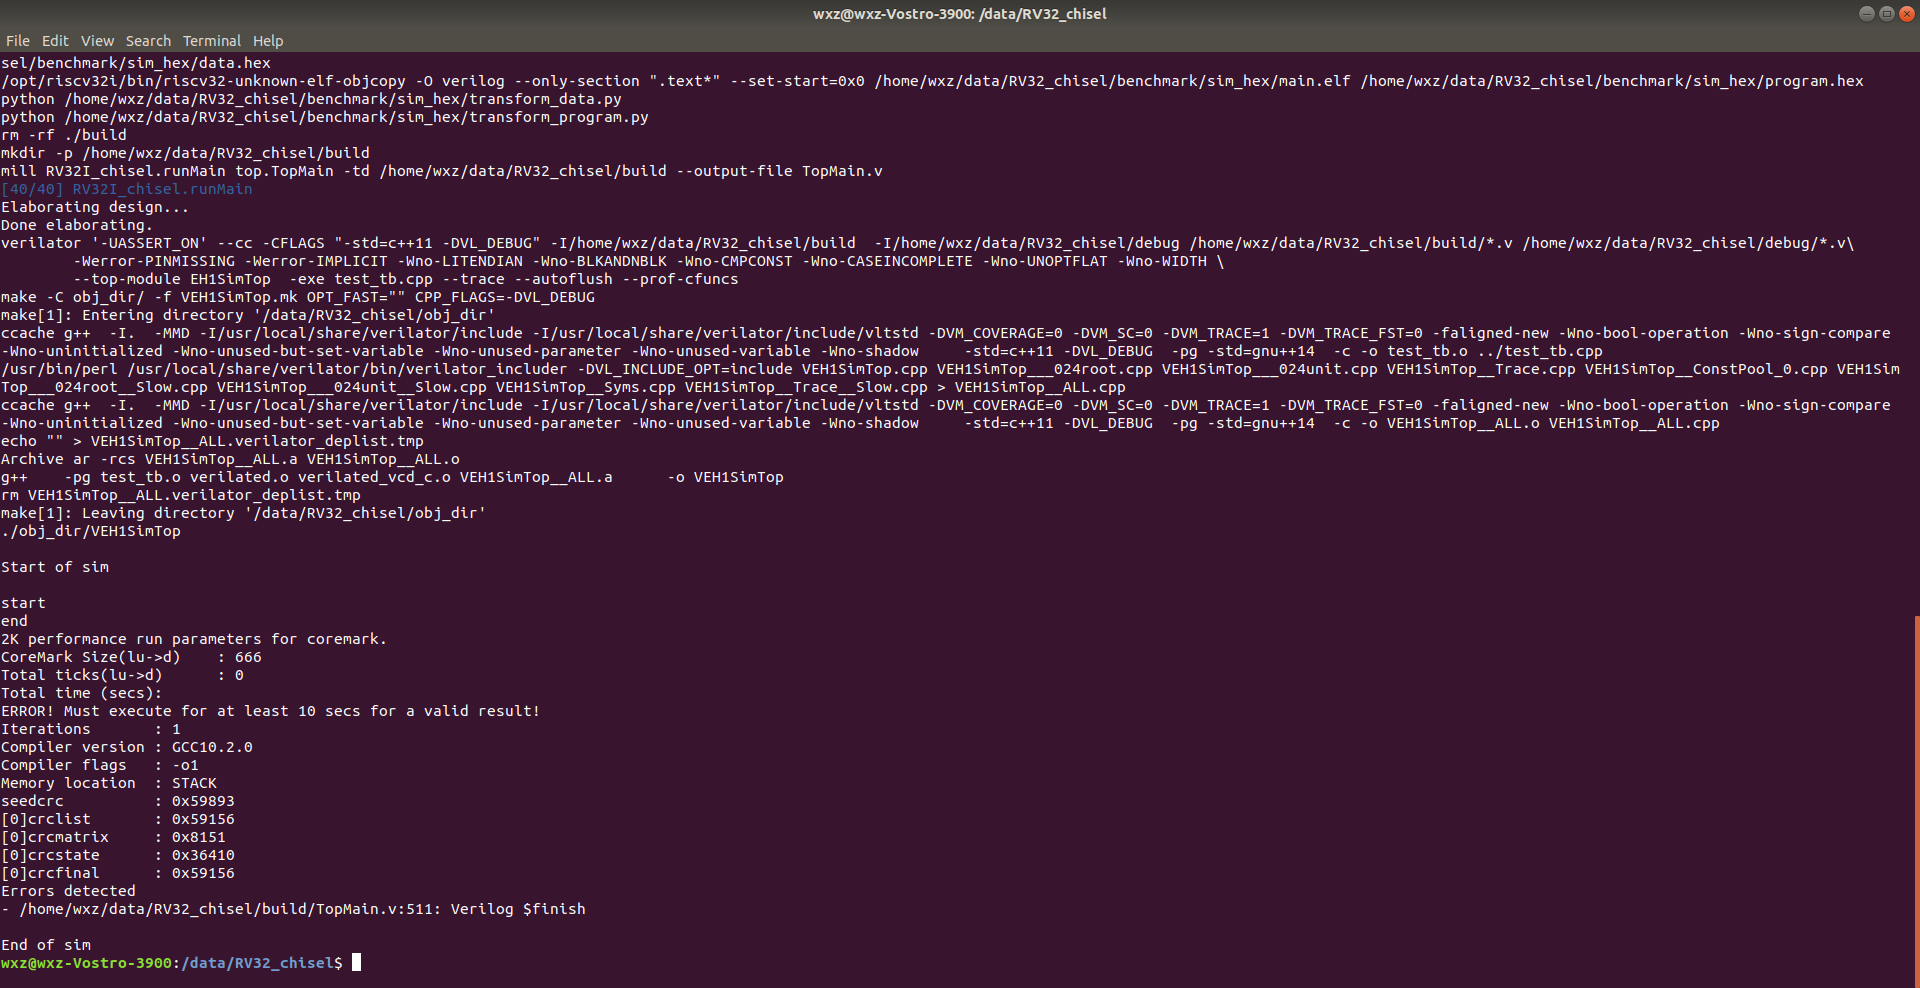 wxz@wxz-Vostro-3900: /data/RV32_chisel
File Edit View Search Terminal Help
sel/benchmark/sim_hex/data.hex
/opt/riscv32i/bin/riscv32-unknown-elf-objcopy -O verilog --only-section ".text*" --set-start=0x0 /home/wxz/data/RV32_chisel/benchmark/sim_hex/main.elf /home/wxz/data/RV32_chisel/benchmark/sim_hex/program.hex
python /home/wxz/data/RV32_chisel/benchmark/sim_hex/transform_data.py
python /home/wxz/data/RV32_chisel/benchmark/sim_hex/transform_program.py
rm -rf ./build
mkdir -p /home/wxz/data/RV32_chisel/build
mill RV32I_chisel.runMain top.TopMain -td /home/wxz/data/RV32_chisel/build --output-file TopMain.v
[40/40] RV32I_chisel.runMain
Elaborating design...
Done elaborating.
verilator '-UASSERT_ON' --cc -CFLAGS "-std=c++11 -DVL_DEBUG" -I/home/wxz/data/RV32_chisel/build  -I/home/wxz/data/RV32_chisel/debug /home/wxz/data/RV32_chisel/build/*.v /home/wxz/data/RV32_chisel/debug/*.v\
        -Werror-PINMISSING -Werror-IMPLICIT -Wno-LITENDIAN -Wno-BLKANDNBLK -Wno-CMPCONST -Wno-CASEINCOMPLETE -Wno-UNOPTFLAT -Wno-WIDTH \
        --top-module EH1SimTop  -exe test_tb.cpp --trace --autoflush --prof-cfuncs
make -C obj_dir/ -f VEH1SimTop.mk OPT_FAST="" CPP_FLAGS=-DVL_DEBUG
make[1]: Entering directory '/data/RV32_chisel/obj_dir'
ccache g++  -I.  -MMD -I/usr/local/share/verilator/include -I/usr/local/share/verilator/include/vltstd -DVM_COVERAGE=0 -DVM_SC=0 -DVM_TRACE=1 -DVM_TRACE_FST=0 -faligned-new -Wno-bool-operation -Wno-sign-compare
-Wno-uninitialized -Wno-unused-but-set-variable -Wno-unused-parameter -Wno-unused-variable -Wno-shadow     -std=c++11 -DVL_DEBUG  -pg -std=gnu++14  -c -o test_tb.o ../test_tb.cpp
/usr/bin/perl /usr/local/share/verilator/bin/verilator_includer -DVL_INCLUDE_OPT=include VEH1SimTop.cpp VEH1SimTop___024root.cpp VEH1SimTop___024unit.cpp VEH1SimTop__Trace.cpp VEH1SimTop__ConstPool_0.cpp VEH1Sim
Top___024root__Slow.cpp VEH1SimTop___024unit__Slow.cpp VEH1SimTop__Syms.cpp VEH1SimTop__Trace__Slow.cpp > VEH1SimTop__ALL.cpp
ccache g++  -I.  -MMD -I/usr/local/share/verilator/include -I/usr/local/share/verilator/include/vltstd -DVM_COVERAGE=0 -DVM_SC=0 -DVM_TRACE=1 -DVM_TRACE_FST=0 -faligned-new -Wno-bool-operation -Wno-sign-compare
-Wno-uninitialized -Wno-unused-but-set-variable -Wno-unused-parameter -Wno-unused-variable -Wno-shadow     -std=c++11 -DVL_DEBUG  -pg -std=gnu++14  -c -o VEH1SimTop__ALL.o VEH1SimTop__ALL.cpp
echo "" > VEH1SimTop__ALL.verilator_deplist.tmp
Archive ar -rcs VEH1SimTop__ALL.a VEH1SimTop__ALL.o
g++    -pg test_tb.o verilated.o verilated_vcd_c.o VEH1SimTop__ALL.a      -o VEH1SimTop
rm VEH1SimTop__ALL.verilator_deplist.tmp
make[1]: Leaving directory '/data/RV32_chisel/obj_dir'
./obj_dir/VEH1SimTop
Start of sim
start
end
2K performance run parameters for coremark.
CoreMark Size(lu->d)    : 666
Total ticks(lu->d)      : 0
Total time (secs):
ERROR! Must execute for at least 10 secs for a valid result!
Iterations       : 1
Compiler version : GCC10.2.0
Compiler flags   : -o1
Memory location  : STACK
seedcrc          : 0x59893
[0]crclist       : 0x59156
[0]crcmatrix     : 0x8151
[0]crcstate      : 0x36410
[0]crcfinal      : 0x59156
Errors detected
- /home/wxz/data/RV32_chisel/build/TopMain.v:511: Verilog $finish
End of sim
wxz@wxz-Vostro-3900:/data/RV32_chisel$